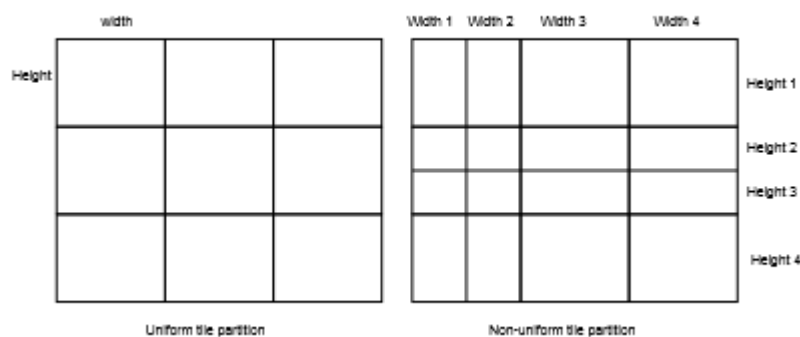 width
Height
Uniform tile partition
Width 1 Width 2 Width 3 Width 4
Height 1
Height 2
Height 3
Height 4
Non-uniform tile partition